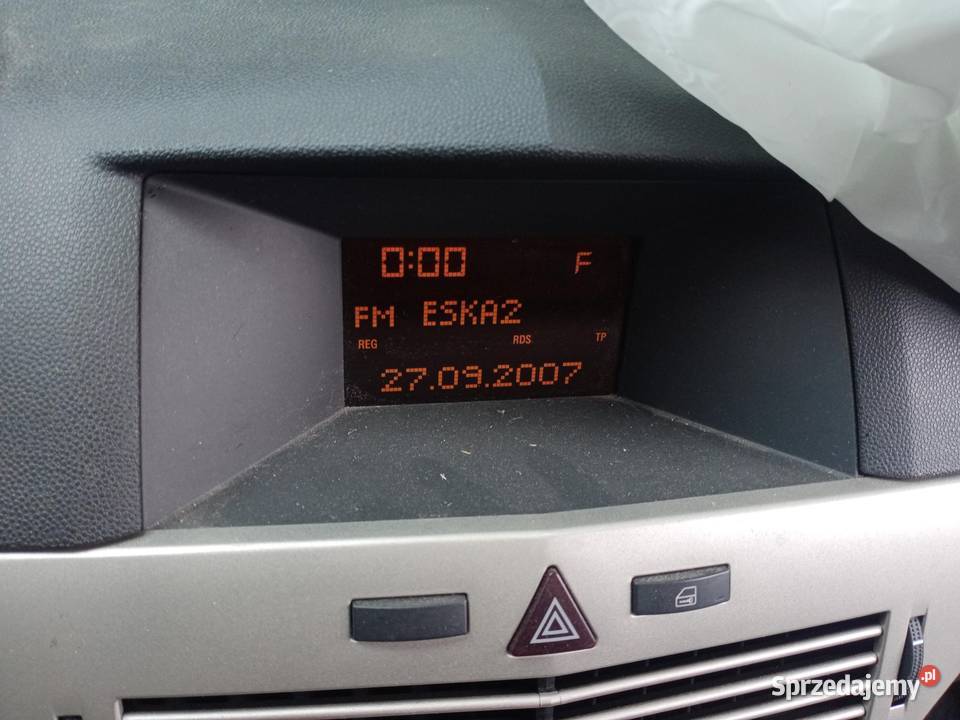 0:00 F
FM ESKA2
REG RDS TP
27.09.2007
Sprzedajemy.pl